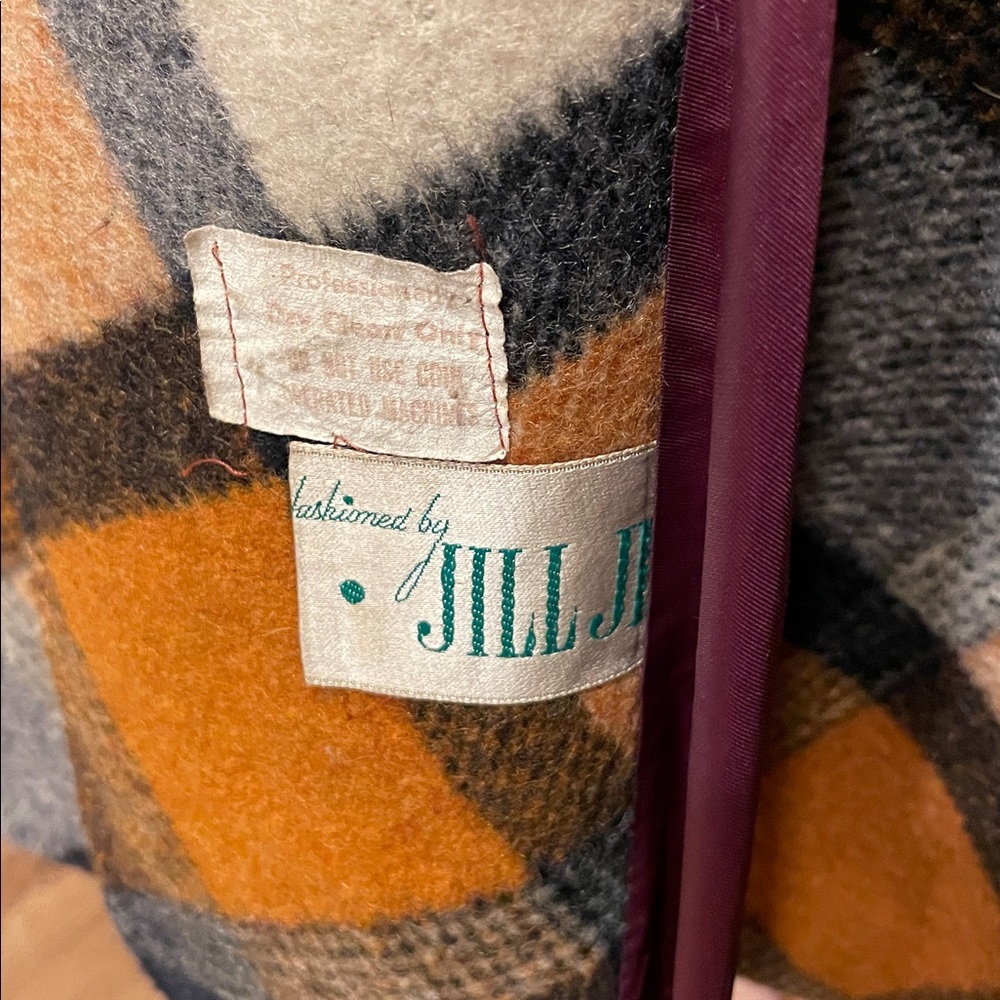 Professionally
Dry Clean Only
DO NOT USE COIN
OPERATED MACHINES
fashioned by
JILL J